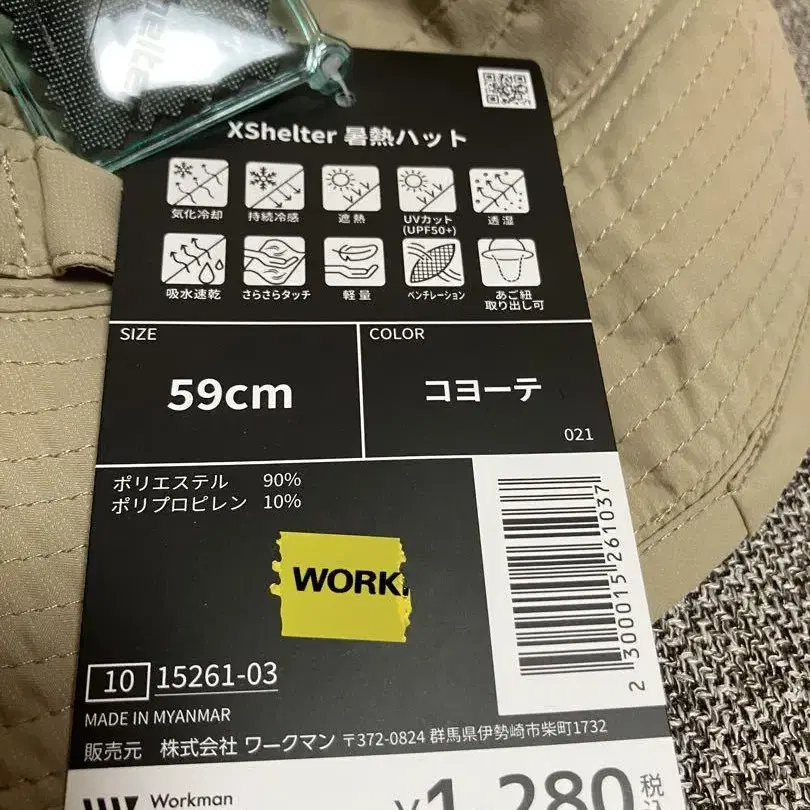 XShelter 暑熱ハット
気化冷却 持続冷感 遮熱 UVカット (UPF50+) 透湿
吸水速乾 さらさらタッチ 軽量 ベンチレーション あご紐 取り出し可
SIZE
59cm
COLOR
コヨーテ
021
ポリエステル 90%
ポリプロピレン 10%
WORK
2300015261037
10 15261-03
MADE IN MYANMAR
販売元 株式会社 ワークマン 〒372-0824 群馬県伊勢崎市柴町1732
Workman
¥1,280 税